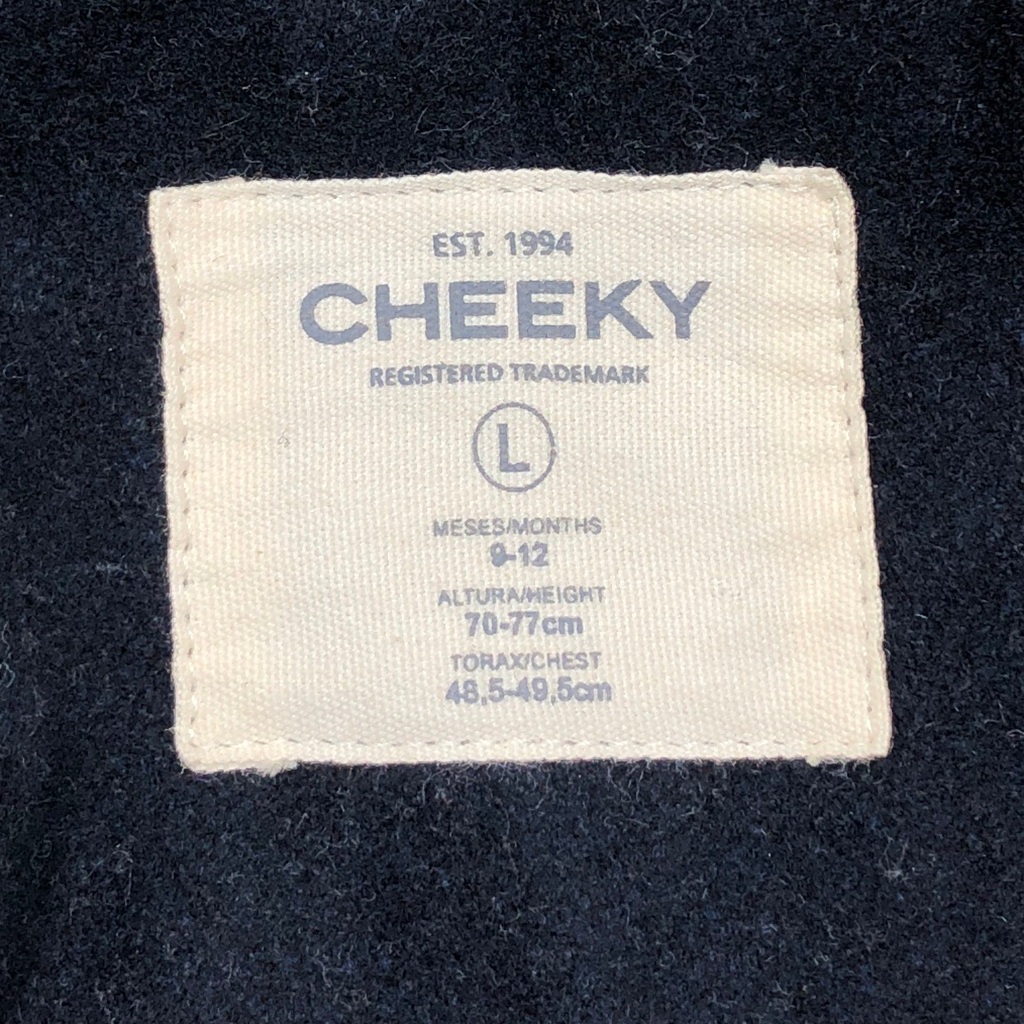 EST. 1994
CHEEKY
REGISTERED TRADEMARK
L
MESES/MONTHS
9-12
ALTURA/HEIGHT
70-77cm
TORAX/CHEST
48,5-49,5cm